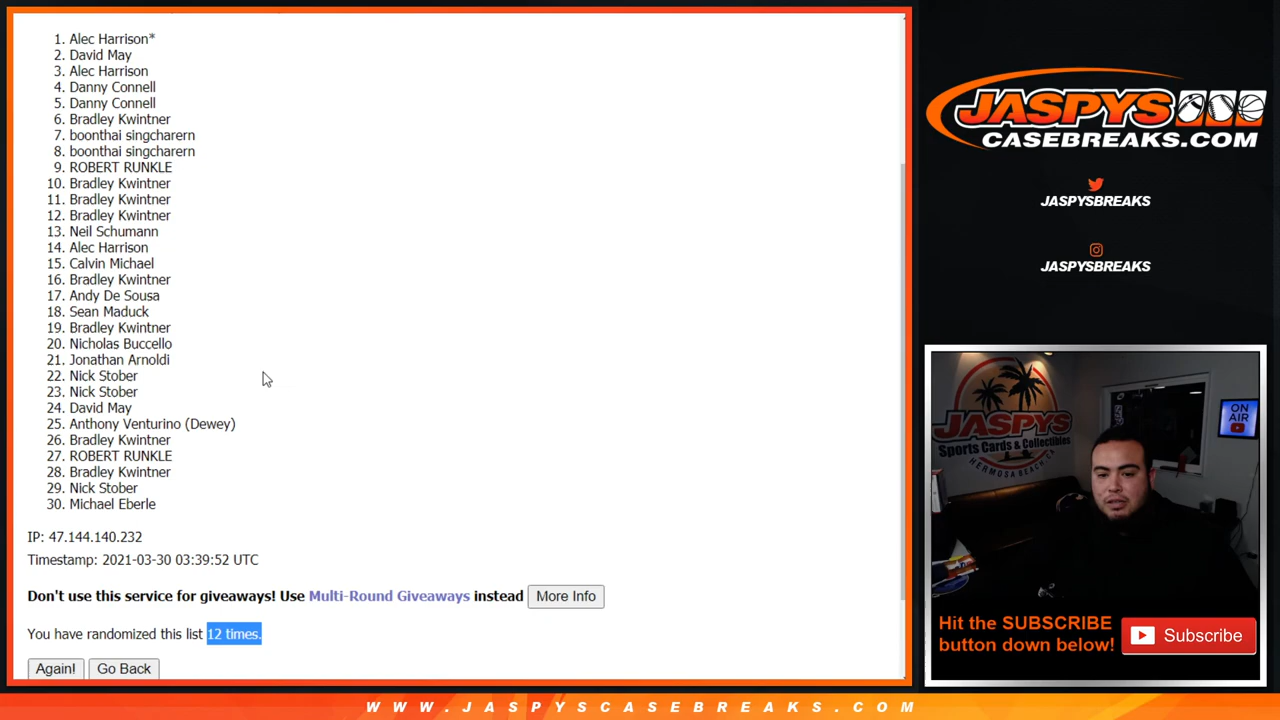 1. Alec Harrison*
2. David May
3. Alec Harrison
4. Danny Connell
5. Danny Connell
6. Bradley Kwintner
7. boonthai singcharern
8. boonthai singcharern
9. ROBERT RUNKLE
10. Bradley Kwintner
11. Bradley Kwintner
12. Bradley Kwintner
13. Neil Schumann
14. Alec Harrison
15. Calvin Michael
16. Bradley Kwintner
17. Andy De Sousa
18. Sean Maduck
19. Bradley Kwintner
20. Nicholas Buccello
21. Jonathan Arnoldi
22. Nick Stober
23. Nick Stober
24. David May
25. Anthony Venturino (Dewey)
26. Bradley Kwintner
27. ROBERT RUNKLE
28. Bradley Kwintner
29. Nick Stober
30. Michael Eberle
IP: 47.144.140.232
Timestamp: 2021-03-30 03:39:52 UTC
Don't use this service for giveaways! Use Multi-Round Giveaways instead More Info
You have randomized this list 12 times.
Again! Go Back
JASPYS
CASEBREAKS.COM
JASPYSBREAKS
JASPYSBREAKS
JASPYS
Sports Cards & Collectibles
HERMOSA BEACH CA
ON AIR
Hit the SUBSCRIBE
button down below!
Subscribe
WWW.JASPYSCASEBREAKS.COM